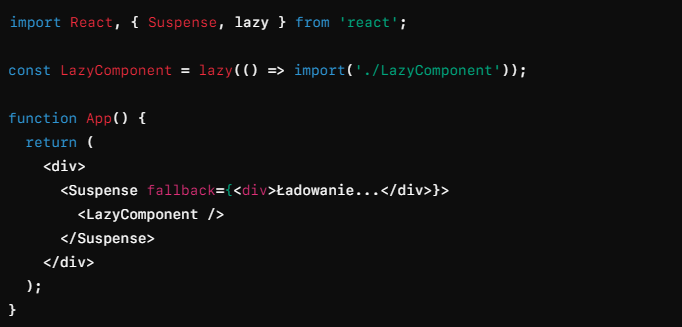 import React, { Suspense, lazy } from 'react';
const LazyComponent = lazy(() => import('./LazyComponent'));
function App() {
  return (
    <div>
      <Suspense fallback={<div>Ładowanie...</div>}>
        <LazyComponent />
      </Suspense>
    </div>
  );
}